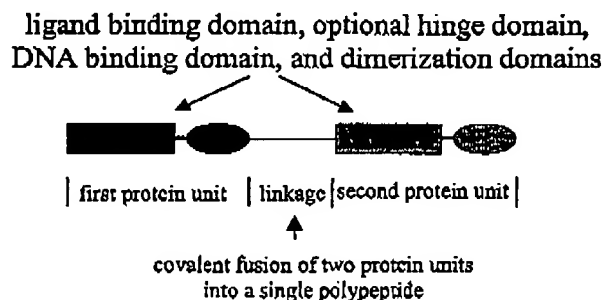 ligand binding domain, optional hinge domain,
DNA binding domain, and dimerization domains
| first protein unit | linkage | second protein unit |
covalent fusion of two protein units
into a single polypeptide